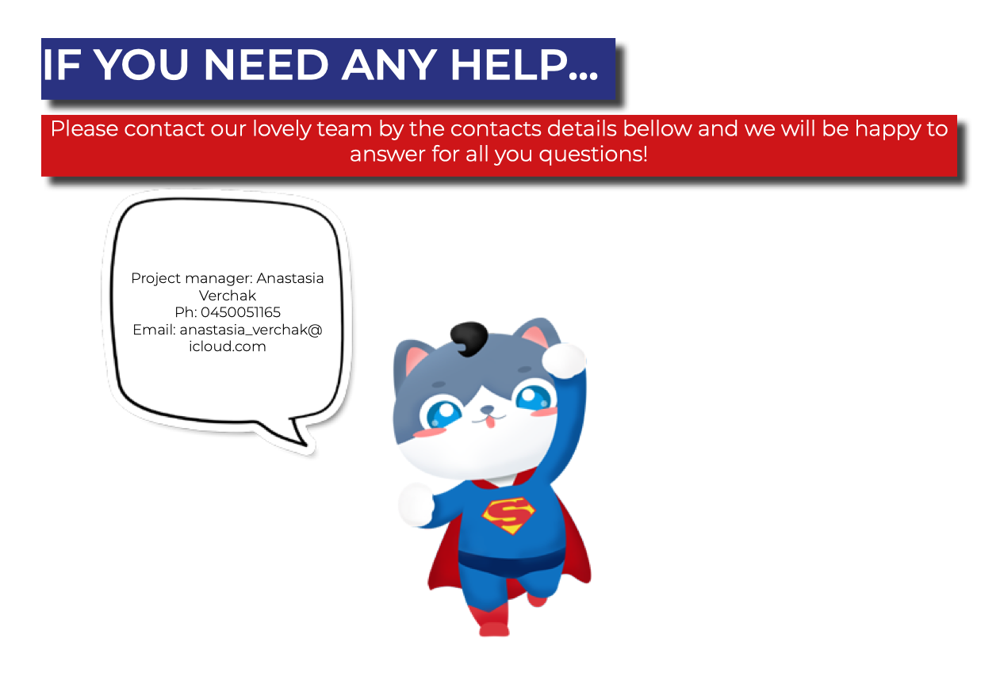 IF YOU NEED ANY HELP...
Please contact our lovely team by the contacts details bellow and we will be happy to
answer for all you questions!
Project manager: Anastasia
Verchak
Ph: 0450051165
Email: anastasia_verchak@
icloud.com
S